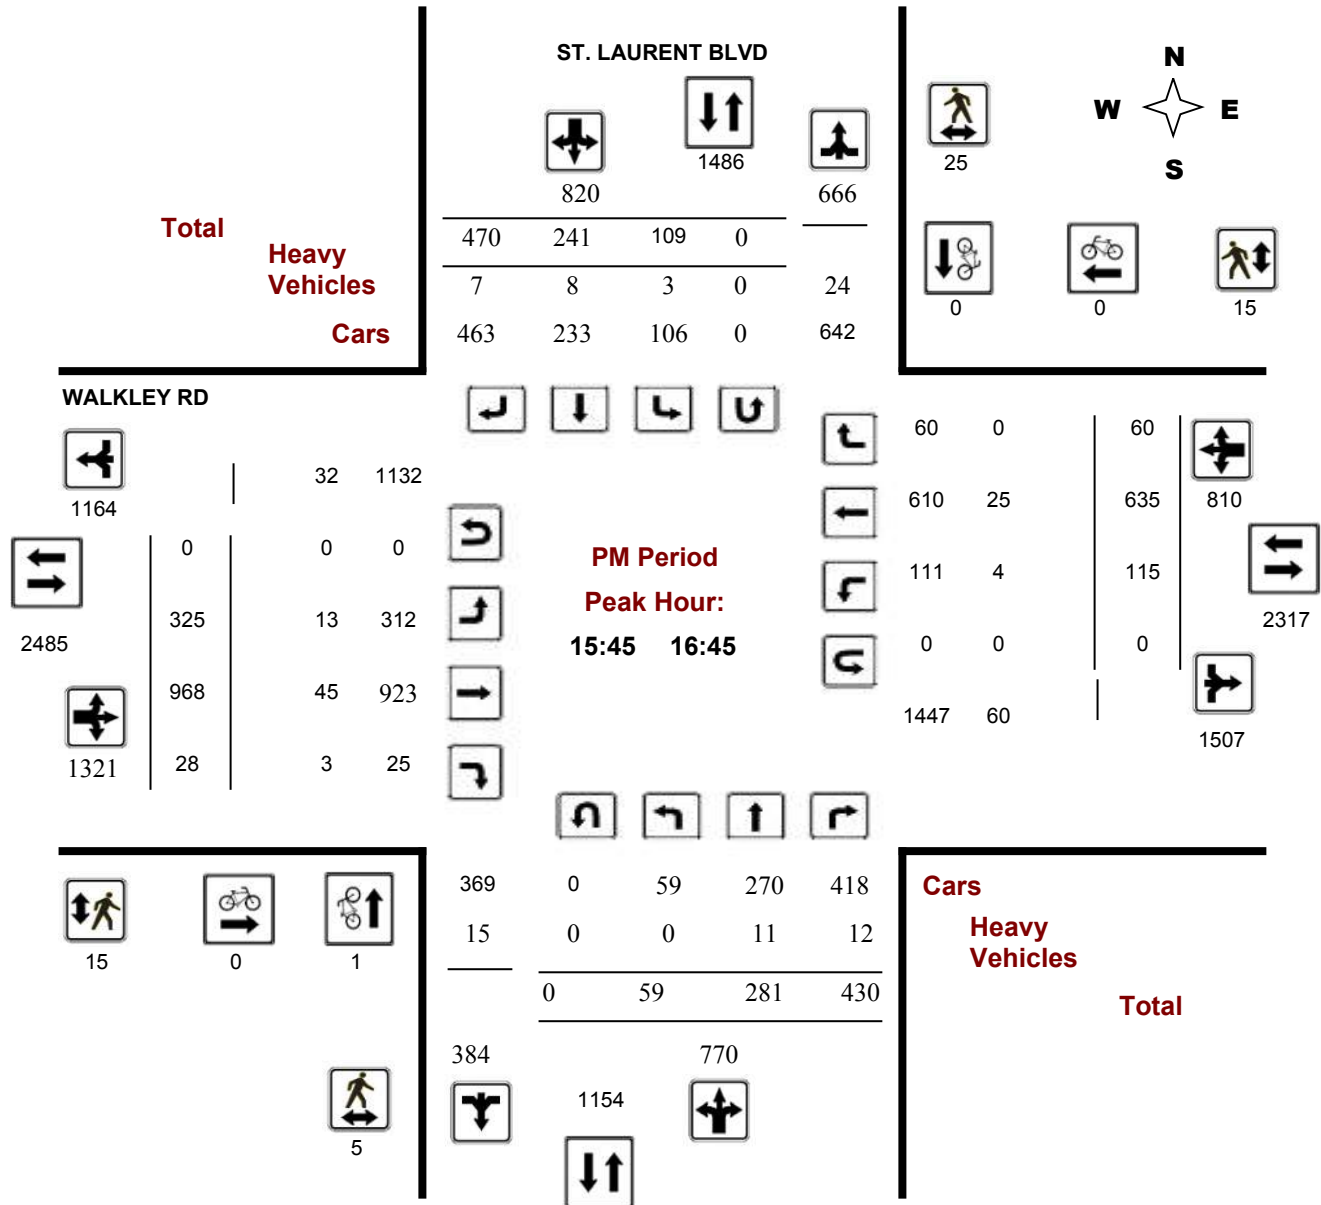 ST. LAURENT BLVD
N
W E
S
1486
25
820 666
Total 470 241 109 0
Heavy
Vehicles 7 8 3 0 24
0 0 15
Cars 463 233 106 0 642
WALKLEY RD
60 0 60
32 1132
1164 610 25 635 810
0 0 0
PM Period
111 4 115
Peak Hour:
325 13 312 2317
2485 15:45 16:45 0 0 0
968 45 923
1447 60
1507
1321 28 3 25
369 0 59 270 418 Cars
15 0 0 11 12 Heavy
Vehicles
15 0 1
0 59 281 430 Total
384 770
1154
5